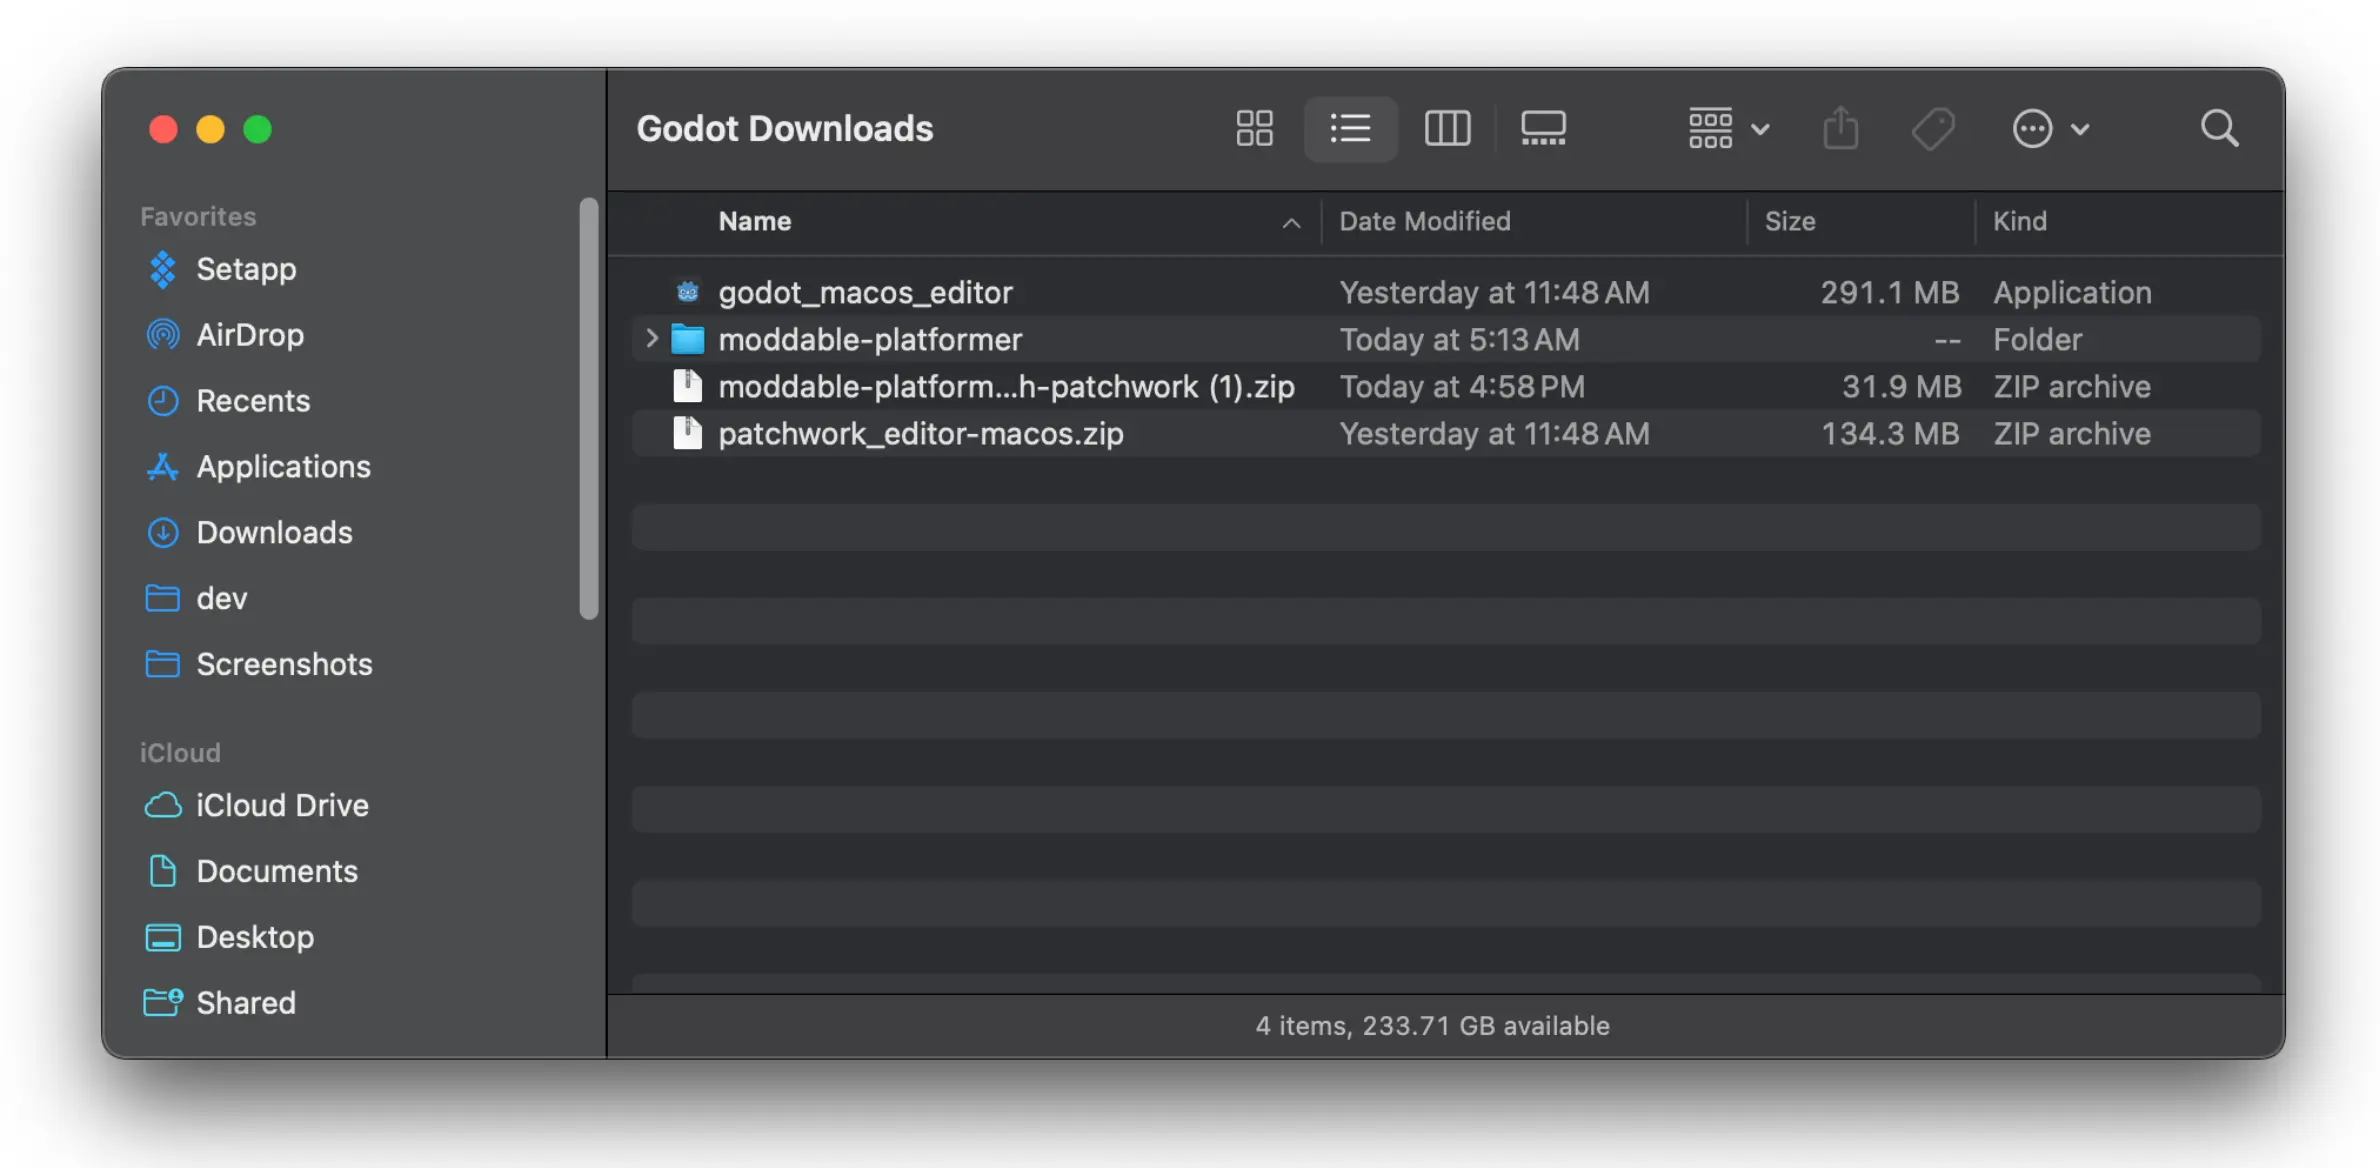 Godot Downloads
Favorites
Setapp
AirDrop
Recents
Applications
Downloads
dev
Screenshots
iCloud
iCloud Drive
Documents
Desktop
Shared
Name Date Modified Size Kind
godot_macos_editor Yesterday at 11:48 AM 291.1 MB Application
moddable-platformer Today at 5:13 AM -- Folder
moddable-platform...h-patchwork (1).zip Today at 4:58 PM 31.9 MB ZIP archive
patchwork_editor-macos.zip Yesterday at 11:48 AM 134.3 MB ZIP archive
4 items, 233.71 GB available